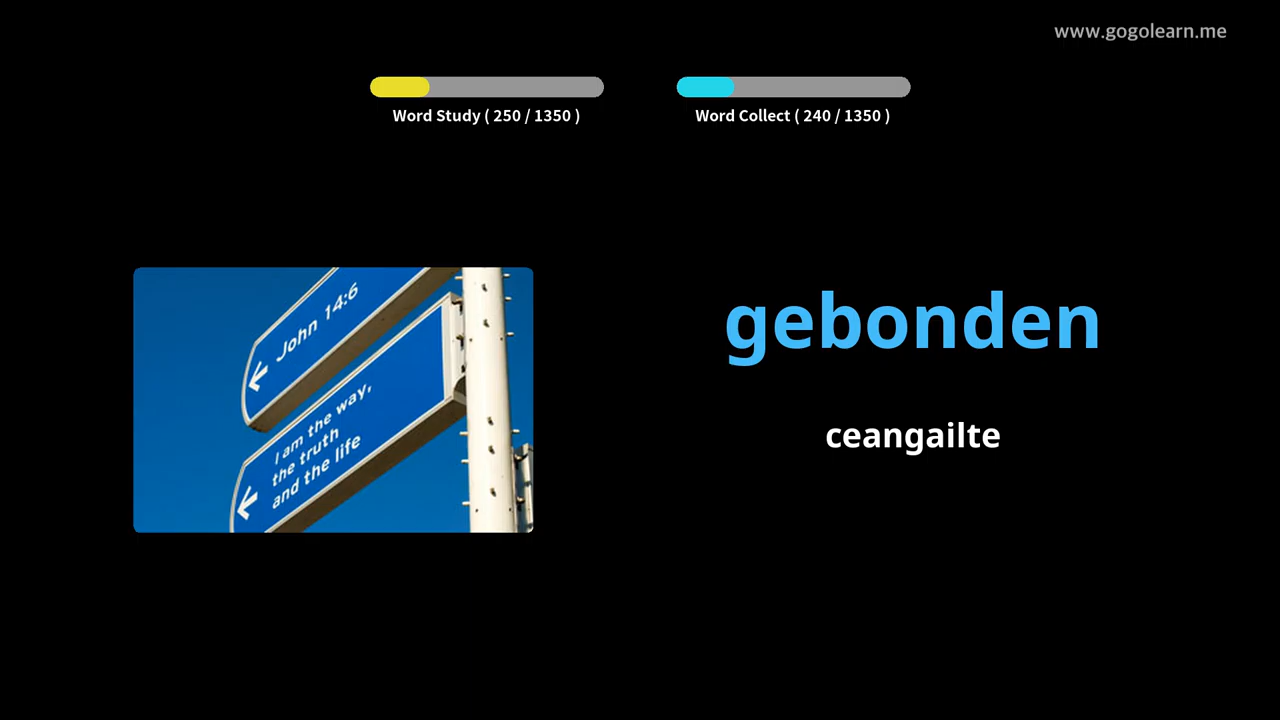 www.gogolearn.me
Word Study ( 250 / 1350 )
Word Collect ( 240 / 1350 )
John 14:6
I am the way,
the truth
and the life
gebonden
ceangailte